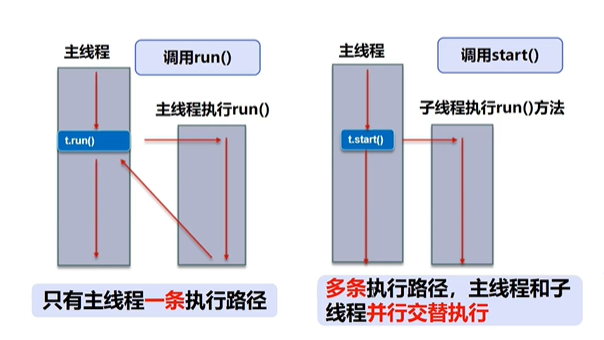 主线程
调用run()
主线程执行run()
t.run()
只有主线程一条执行路径
主线程
调用start()
子线程执行run()方法
t.start()
多条执行路径，主线程和子
线程并行交替执行